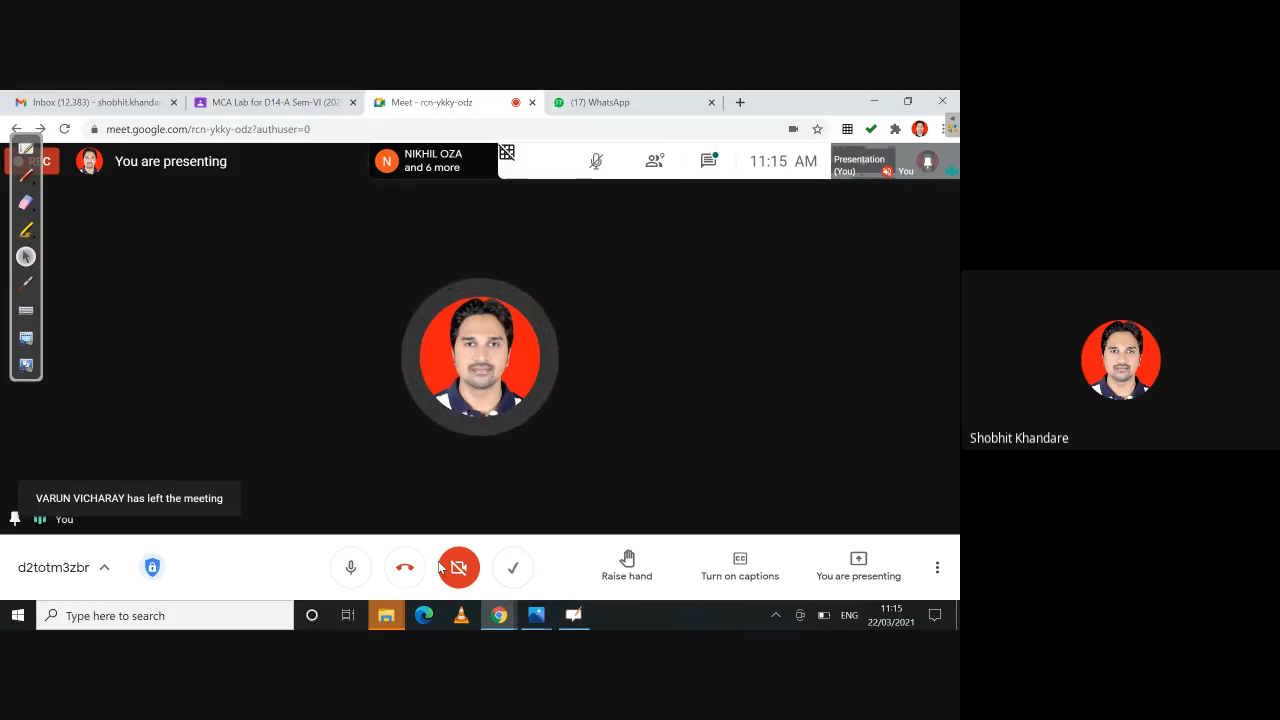 Inbox (12,383) - shobhit.khandar
MCA Lab for D14-A Sem-VI (202
Meet - rcn-ykky-odz
(17) WhatsApp
meet.google.com/rcn-ykky-odz?authuser=0
REC
You are presenting
N
NIKHIL OZA
and 6 more
9
11:15 AM
Presentation
(You)
You
Shobhit Khandare
VARUN VICHARAY has left the meeting
You
d2totm3zbr
Raise hand
Turn on captions
You are presenting
Type here to search
ENG
11:15
22/03/2021